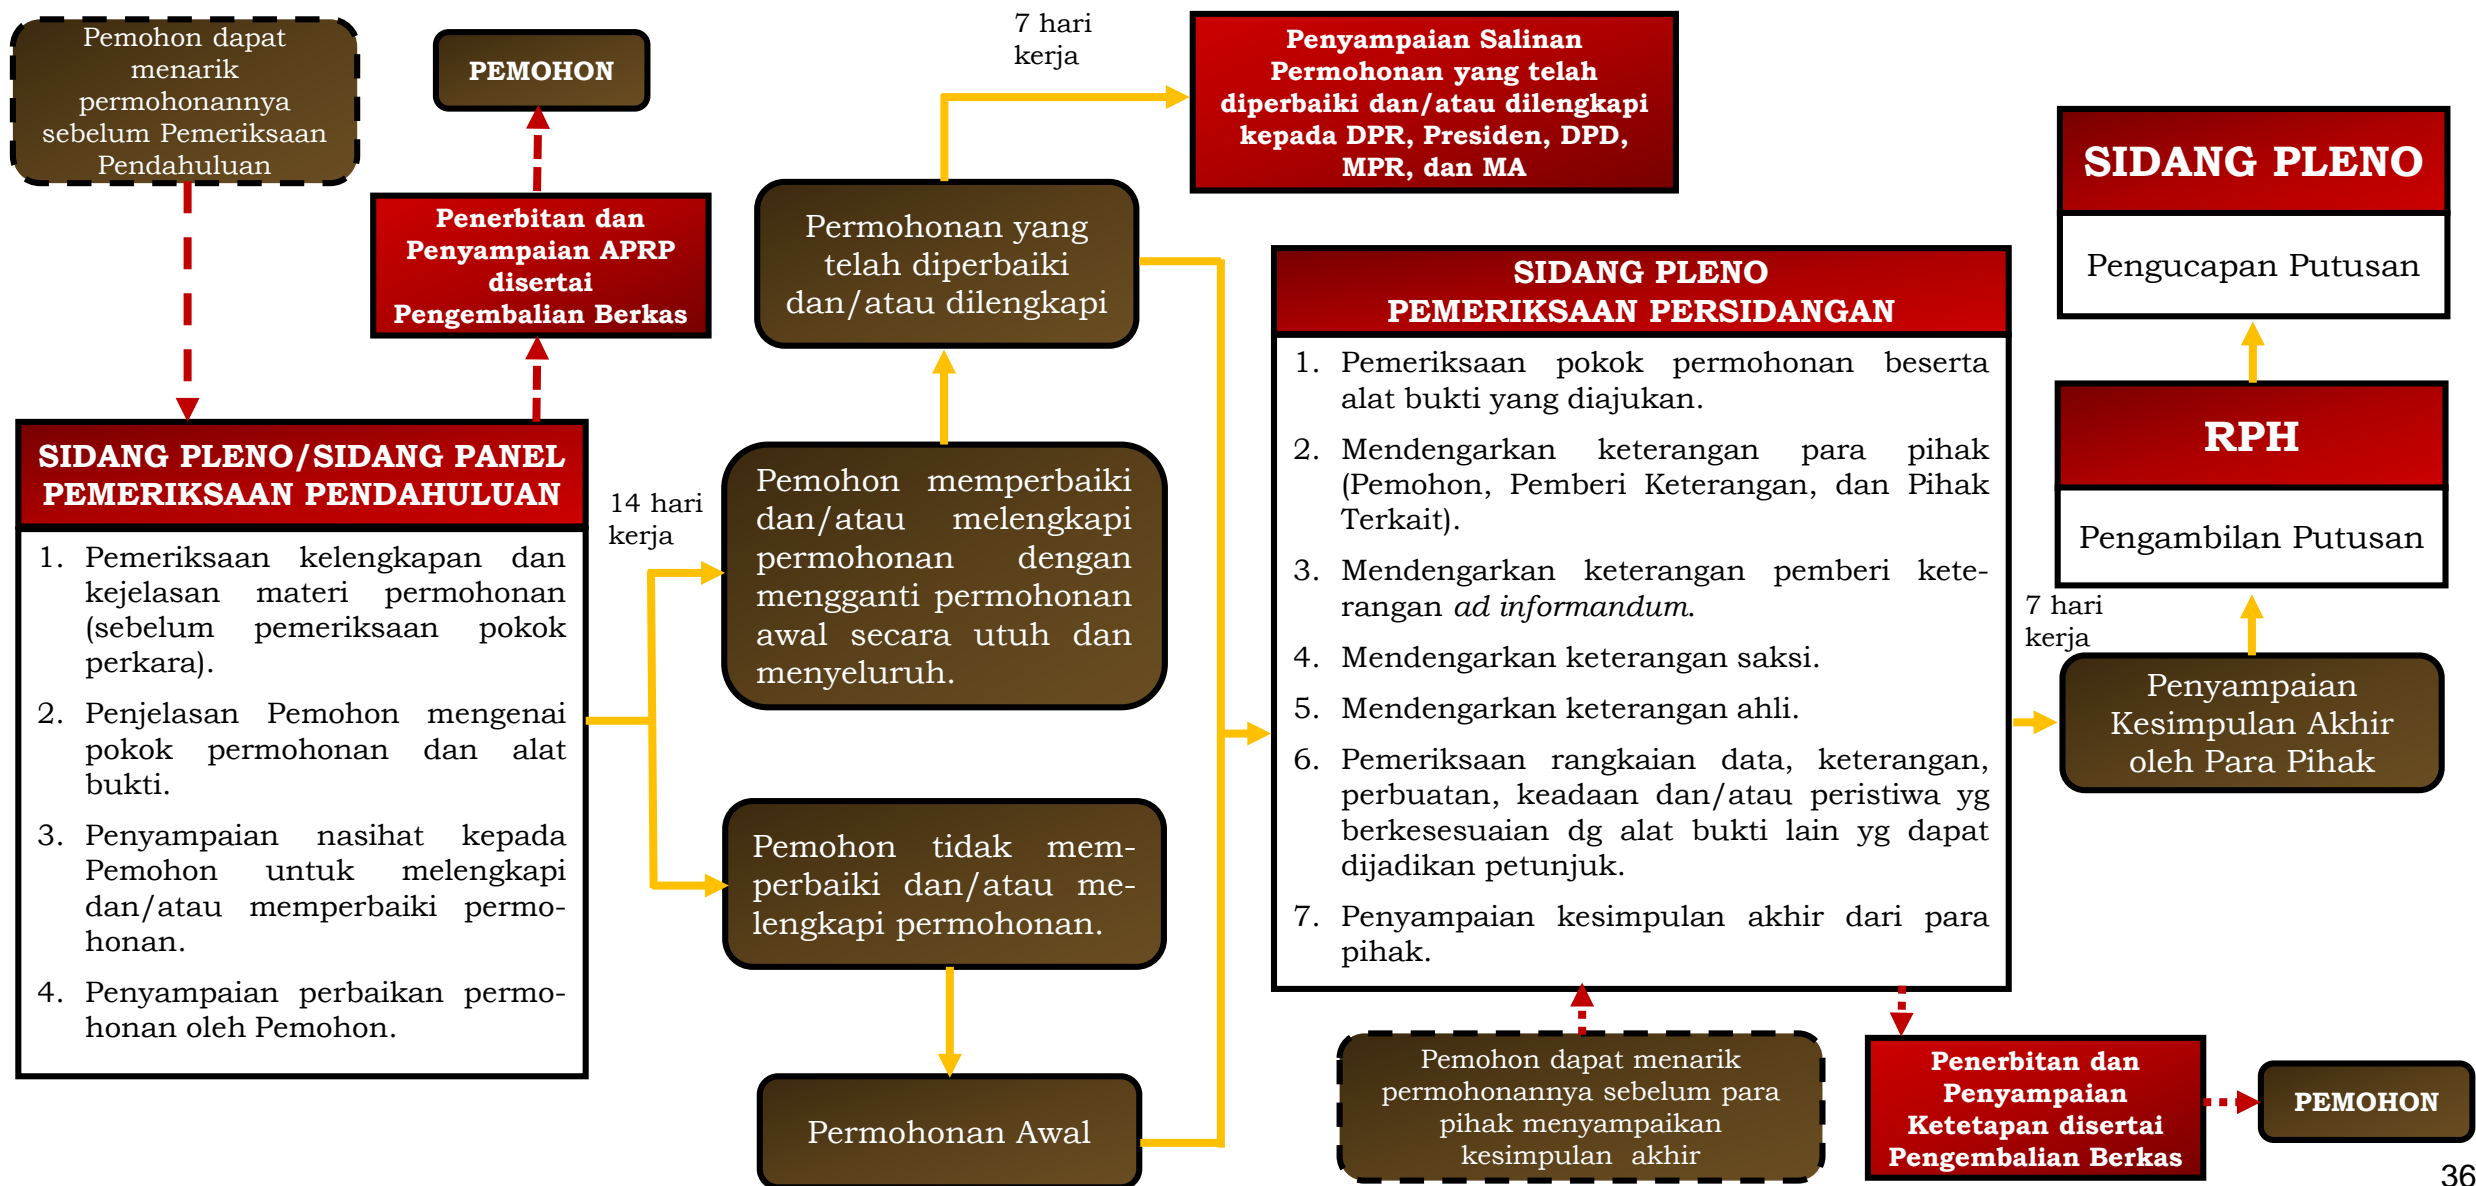 Pemohon dapat
menarik
permohonannya
sebelum Pemeriksaan
Pendahuluan
PEMOHON
Penerbitan dan
Penyampaian APRP
disertai
Pengembalian Berkas
SIDANG PLENO/SIDANG PANEL
PEMERIKSAAN PENDAHULUAN
1. Pemeriksaan kelengkapan dan
kejelasan materi permohonan
(sebelum pemeriksaan pokok
perkara).
2. Penjelasan Pemohon mengenai
pokok permohonan dan alat
bukti.
3. Penyampaian nasihat kepada
Pemohon untuk melengkapi
dan/atau memperbaiki permo-
honan.
4. Penyampaian perbaikan permo-
honan oleh Pemohon.
14 hari
kerja
Pemohon memperbaiki
dan/atau melengkapi
permohonan dengan
mengganti permohonan
awal secara utuh dan
menyeluruh.
Permohonan yang
telah diperbaiki
dan/atau dilengkapi
7 hari
kerja
Penyampaian Salinan
Permohonan yang telah
diperbaiki dan/atau dilengkapi
kepada DPR, Presiden, DPD,
MPR, dan MA
Pemohon tidak mem-
perbaiki dan/atau me-
lengkapi permohonan.
Permohonan Awal
SIDANG PLENO
PEMERIKSAAN PERSIDANGAN
1. Pemeriksaan pokok permohonan beserta
alat bukti yang diajukan.
2. Mendengarkan keterangan para pihak
(Pemohon, Pemberi Keterangan, dan Pihak
Terkait).
3. Mendengarkan keterangan pemberi kete-
rangan ad informandum.
4. Mendengarkan keterangan saksi.
5. Mendengarkan keterangan ahli.
6. Pemeriksaan rangkaian data, keterangan,
perbuatan, keadaan dan/atau peristiwa yg
berkesesuaian dg alat bukti lain yg dapat
dijadikan petunjuk.
7. Penyampaian kesimpulan akhir dari para
pihak.
Pemohon dapat menarik
permohonannya sebelum para
pihak menyampaikan
kesimpulan akhir
Penerbitan dan
Penyampaian
Ketetapan disertai
Pengembalian Berkas
PEMOHON
Penyampaian
Kesimpulan Akhir
oleh Para Pihak
7 hari
kerja
RPH
Pengambilan Putusan
SIDANG PLENO
Pengucapan Putusan
36